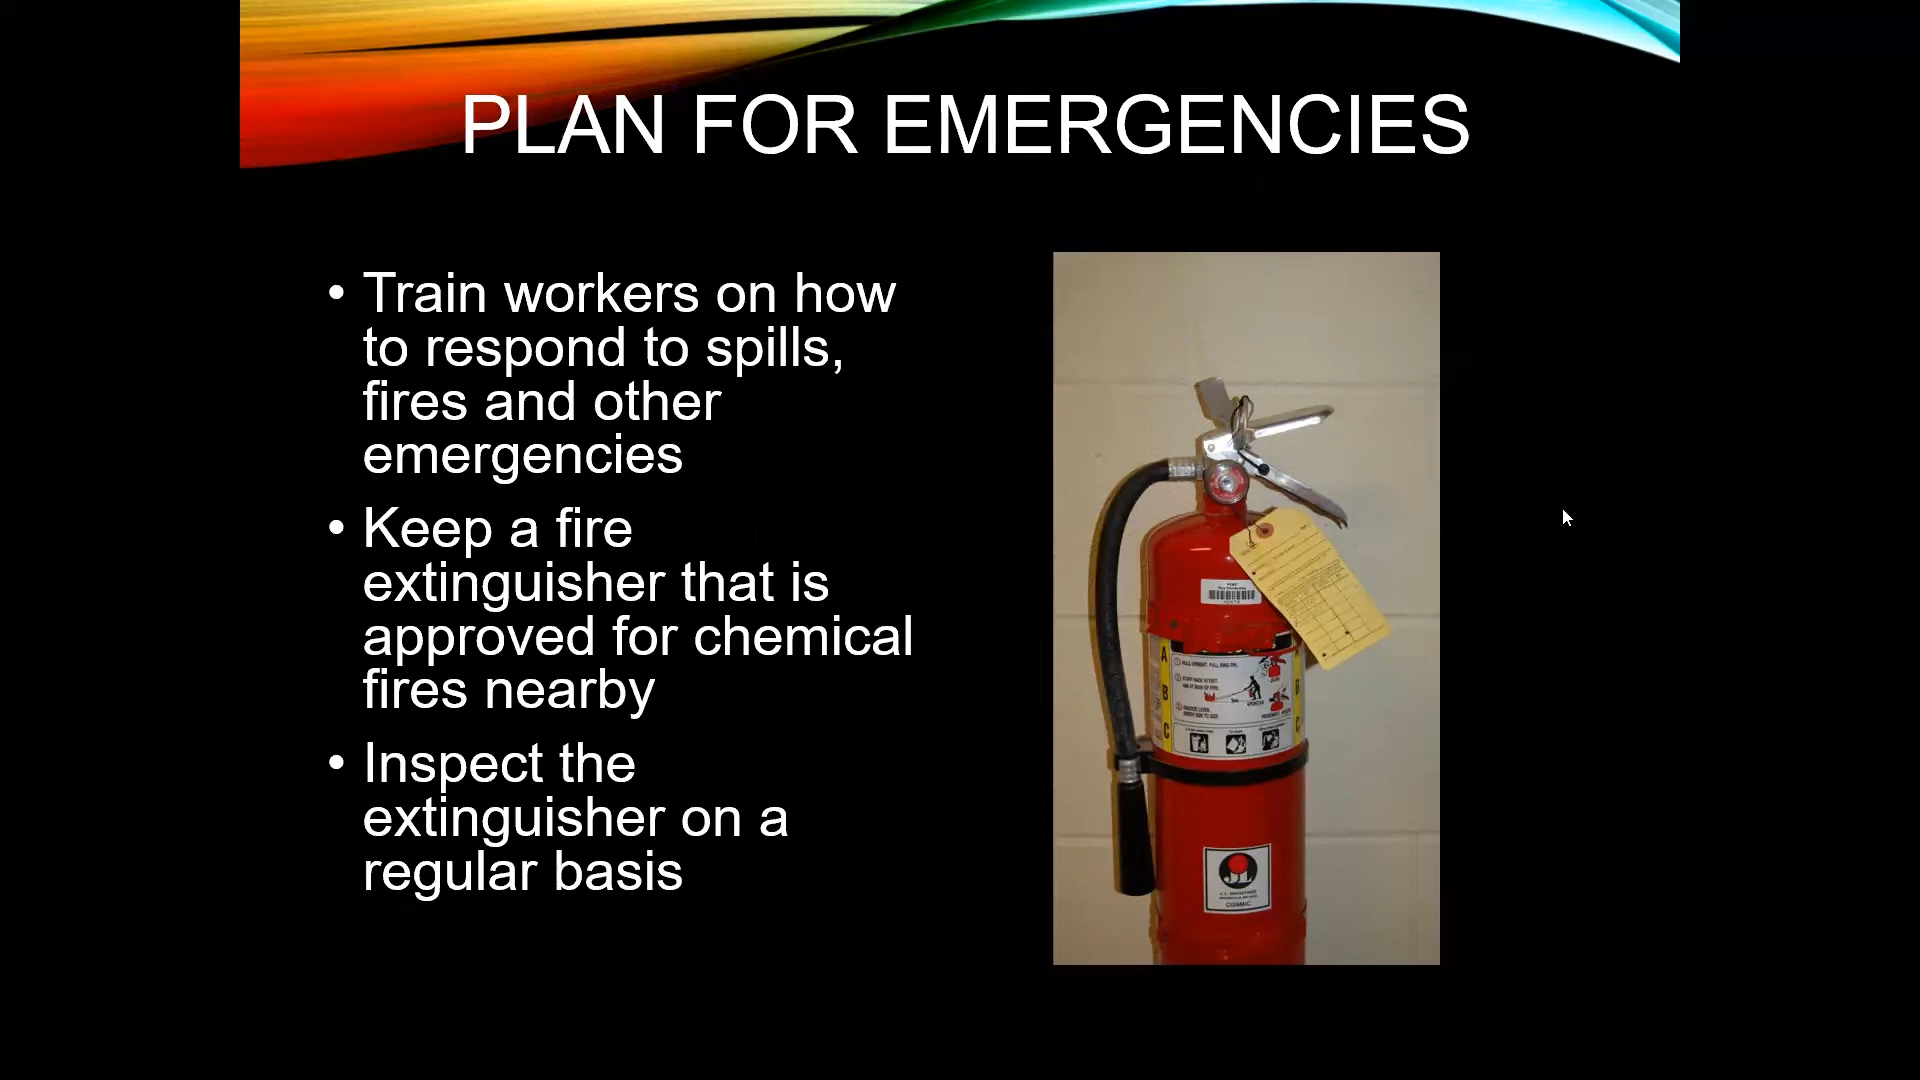 PLAN FOR EMERGENCIES
• Train workers on how
to respond to spills,
fires and other
emergencies
• Keep a fire
extinguisher that is
approved for chemical
fires nearby
• Inspect the
extinguisher on a
regular basis
A
B
C
A
B
C
COSMIC